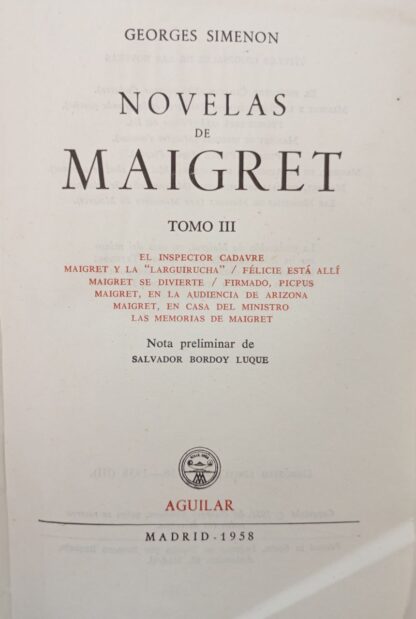 GEORGES SIMENON
NOVELAS
DE
MAIGRET
TOMO III
EL INSPECTOR CADAVRE
MAIGRET Y LA "LARGUIRUCHA" / FÉLICIE ESTÁ ALLÍ
MAIGRET SE DIVIERTE / FIRMADO, PICPUS
MAIGRET, EN LA AUDIENCIA DE ARIZONA
MAIGRET, EN CASA DEL MINISTRO
LAS MEMORIAS DE MAIGRET
Nota preliminar de
SALVADOR BORDOY LUQUE
AGUILAR
MADRID - 1958